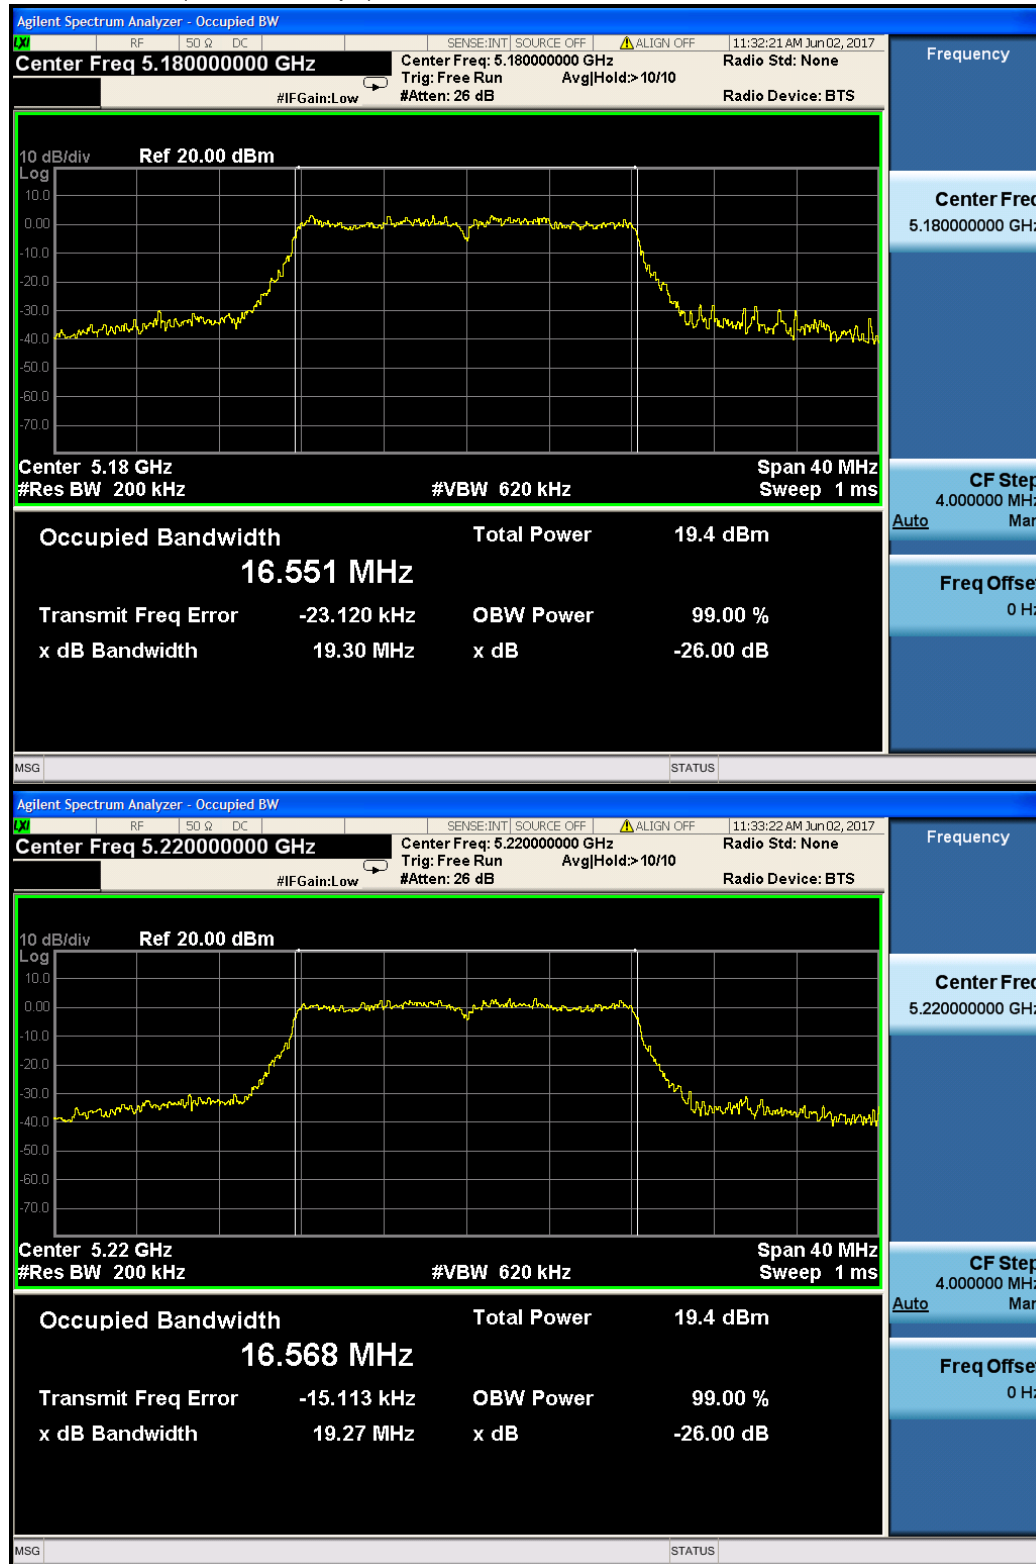 Agilent Spectrum Analyzer - Occupied BW
LXI RF 50 Ω DC SENSE:INT SOURCE OFF ALIGN OFF 11:32:21 AM Jun 02, 2017
Center Freq 5.180000000 GHz
Center Freq: 5.180000000 GHz
Radio Std: None
Trig: Free Run Avg|Hold:>10/10
#IFGain:Low
#Atten: 26 dB
Radio Device: BTS
10 dB/div Ref 20.00 dBm
Log
10.0
0.00
-10.0
-20.0
-30.0
-40.0
-50.0
-60.0
-70.0
Center 5.18 GHz Span 40 MHz
#Res BW 200 kHz #VBW 620 kHz Sweep 1 ms
Occupied Bandwidth Total Power 19.4 dBm
16.551 MHz
Transmit Freq Error -23.120 kHz OBW Power 99.00 %
x dB Bandwidth 19.30 MHz x dB -26.00 dB
MSG STATUS
Frequency
Center Freq
5.180000000 GHz
CF Step
4.000000 MHz
Auto Man
Freq Offset
0 Hz
Agilent Spectrum Analyzer - Occupied BW
LXI RF 50 Ω DC SENSE:INT SOURCE OFF ALIGN OFF 11:33:22 AM Jun 02, 2017
Center Freq 5.220000000 GHz
Center Freq: 5.220000000 GHz
Radio Std: None
Trig: Free Run Avg|Hold:>10/10
#IFGain:Low
#Atten: 26 dB
Radio Device: BTS
10 dB/div Ref 20.00 dBm
Log
10.0
0.00
-10.0
-20.0
-30.0
-40.0
-50.0
-60.0
-70.0
Center 5.22 GHz Span 40 MHz
#Res BW 200 kHz #VBW 620 kHz Sweep 1 ms
Occupied Bandwidth Total Power 19.4 dBm
16.568 MHz
Transmit Freq Error -15.113 kHz OBW Power 99.00 %
x dB Bandwidth 19.27 MHz x dB -26.00 dB
MSG STATUS
Frequency
Center Freq
5.220000000 GHz
CF Step
4.000000 MHz
Auto Man
Freq Offset
0 Hz